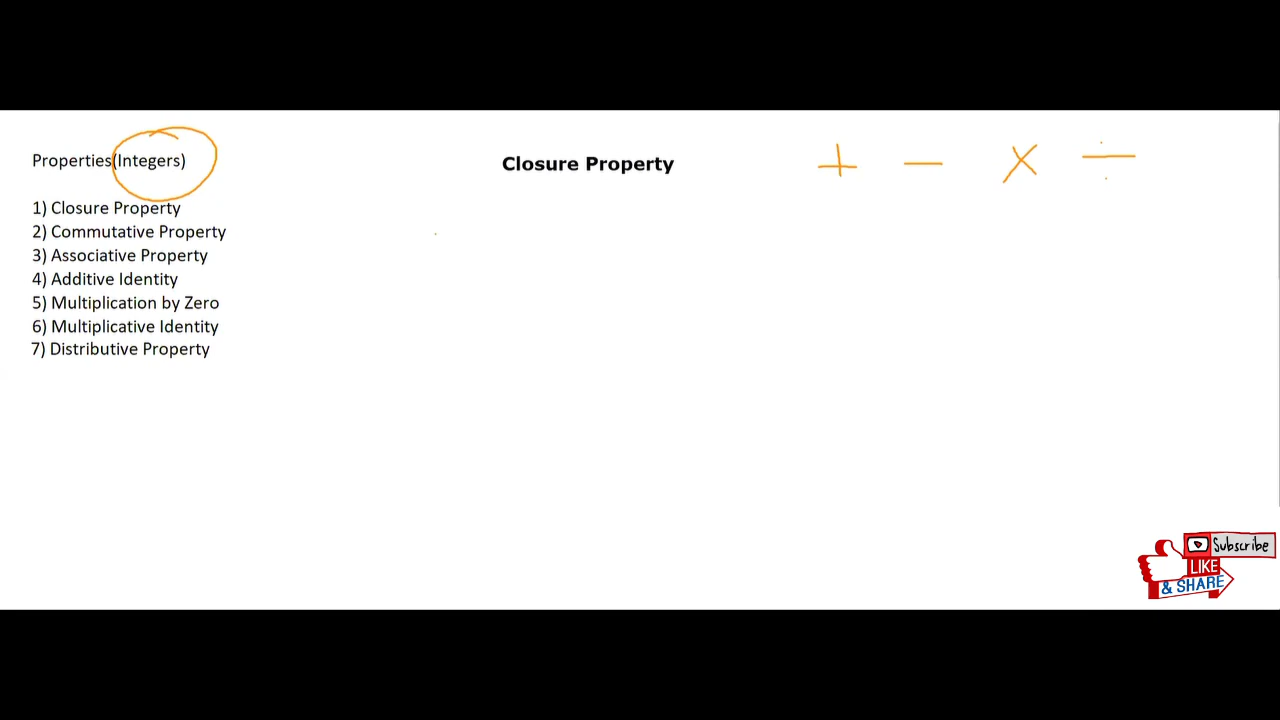 Properties(Integers)
Closure Property
+ − × ÷
1) Closure Property
2) Commutative Property
3) Associative Property
4) Additive Identity
5) Multiplication by Zero
6) Multiplicative Identity
7) Distributive Property
Subscribe
LIKE
& SHARE